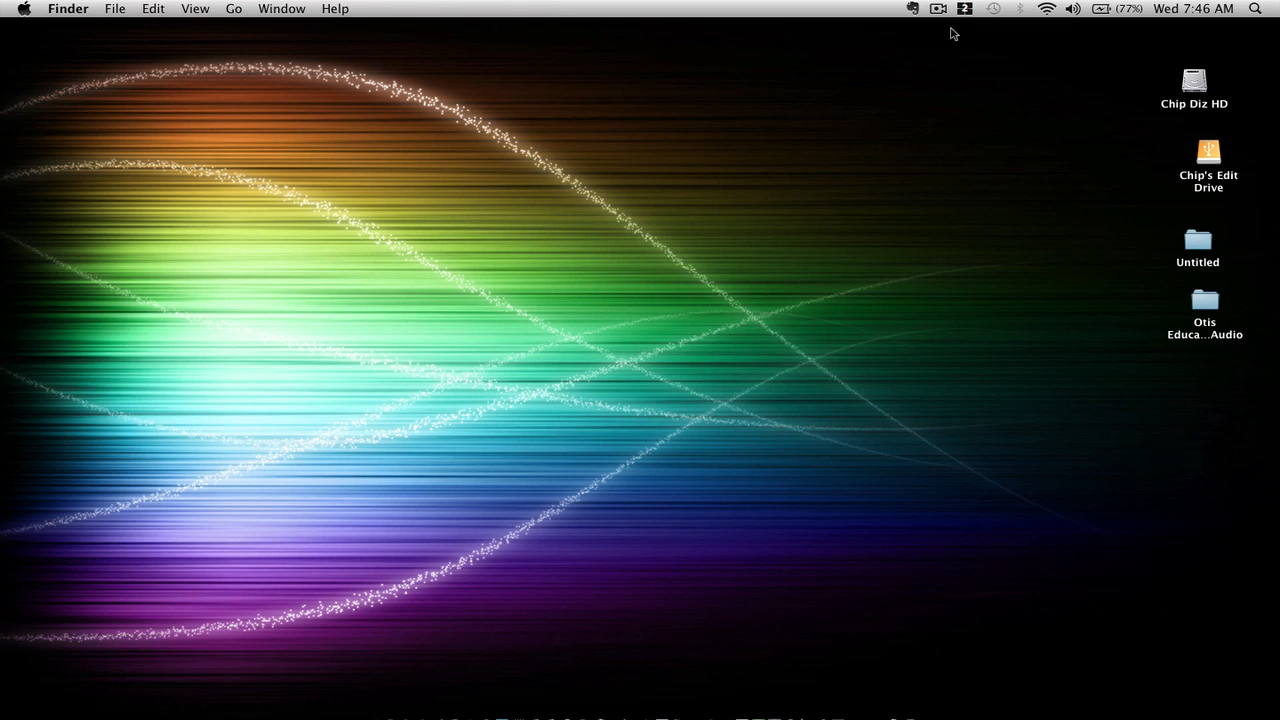 Finder File Edit View Go Window Help 2 (77%) Wed 7:46 AM
Chip Diz HD
Chip's Edit
Drive
Untitled
Otis
Educa...Audio